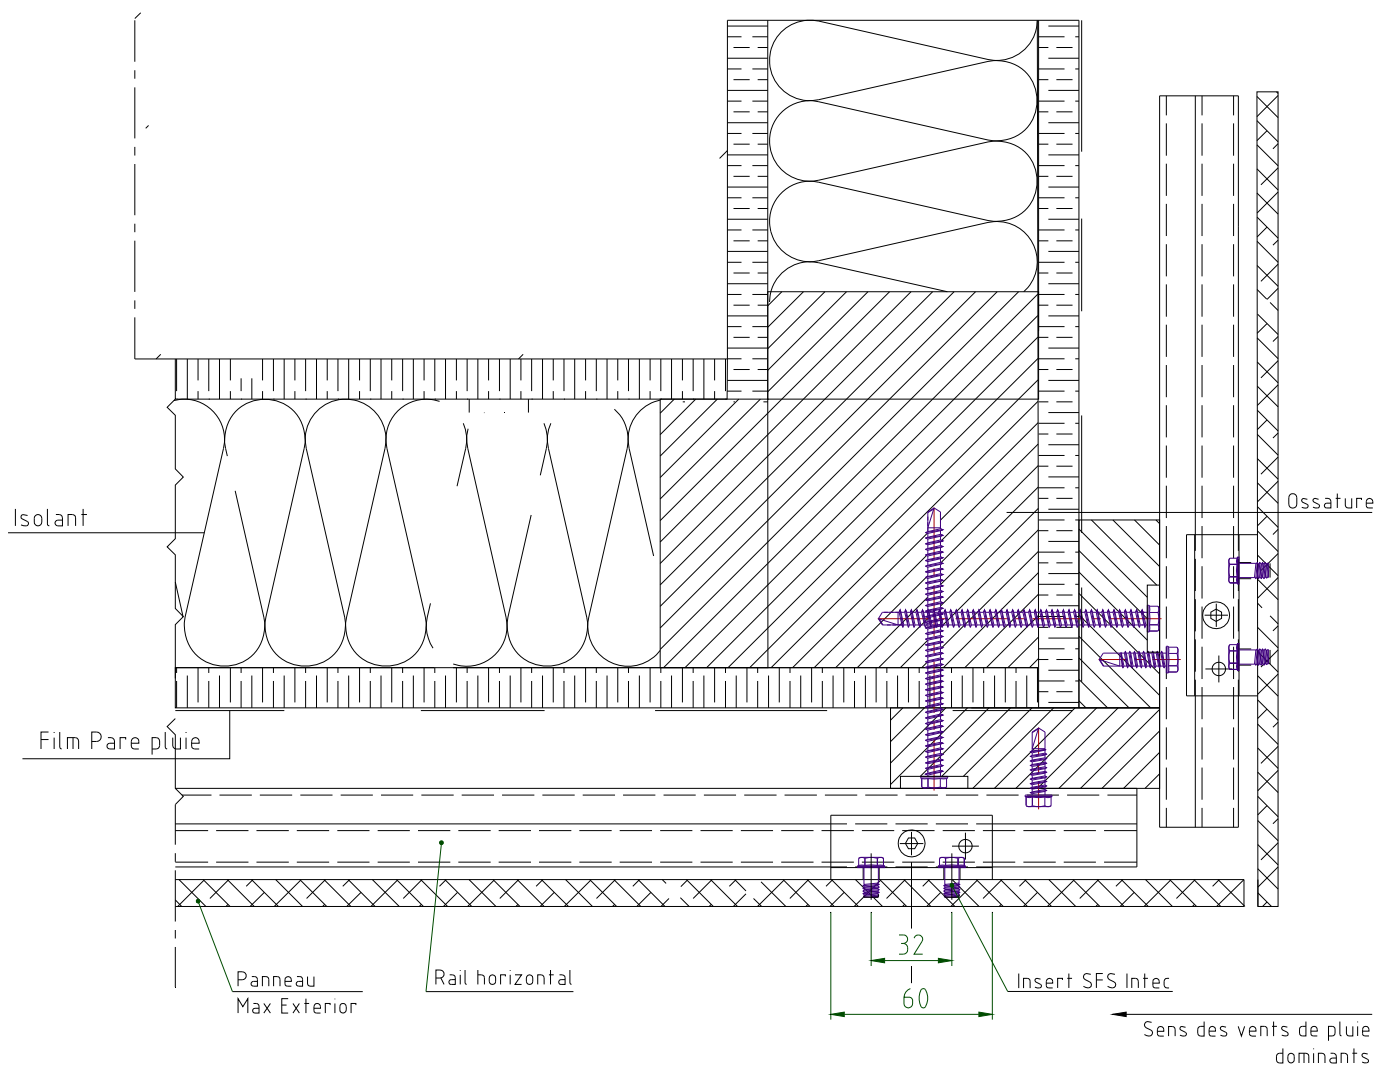 Ossature
Isolant
Film Pare pluie
32
Panneau
Max Exterior
Rail horizontal
Insert SFS Intec
60
Sens des vents de pluie
dominants